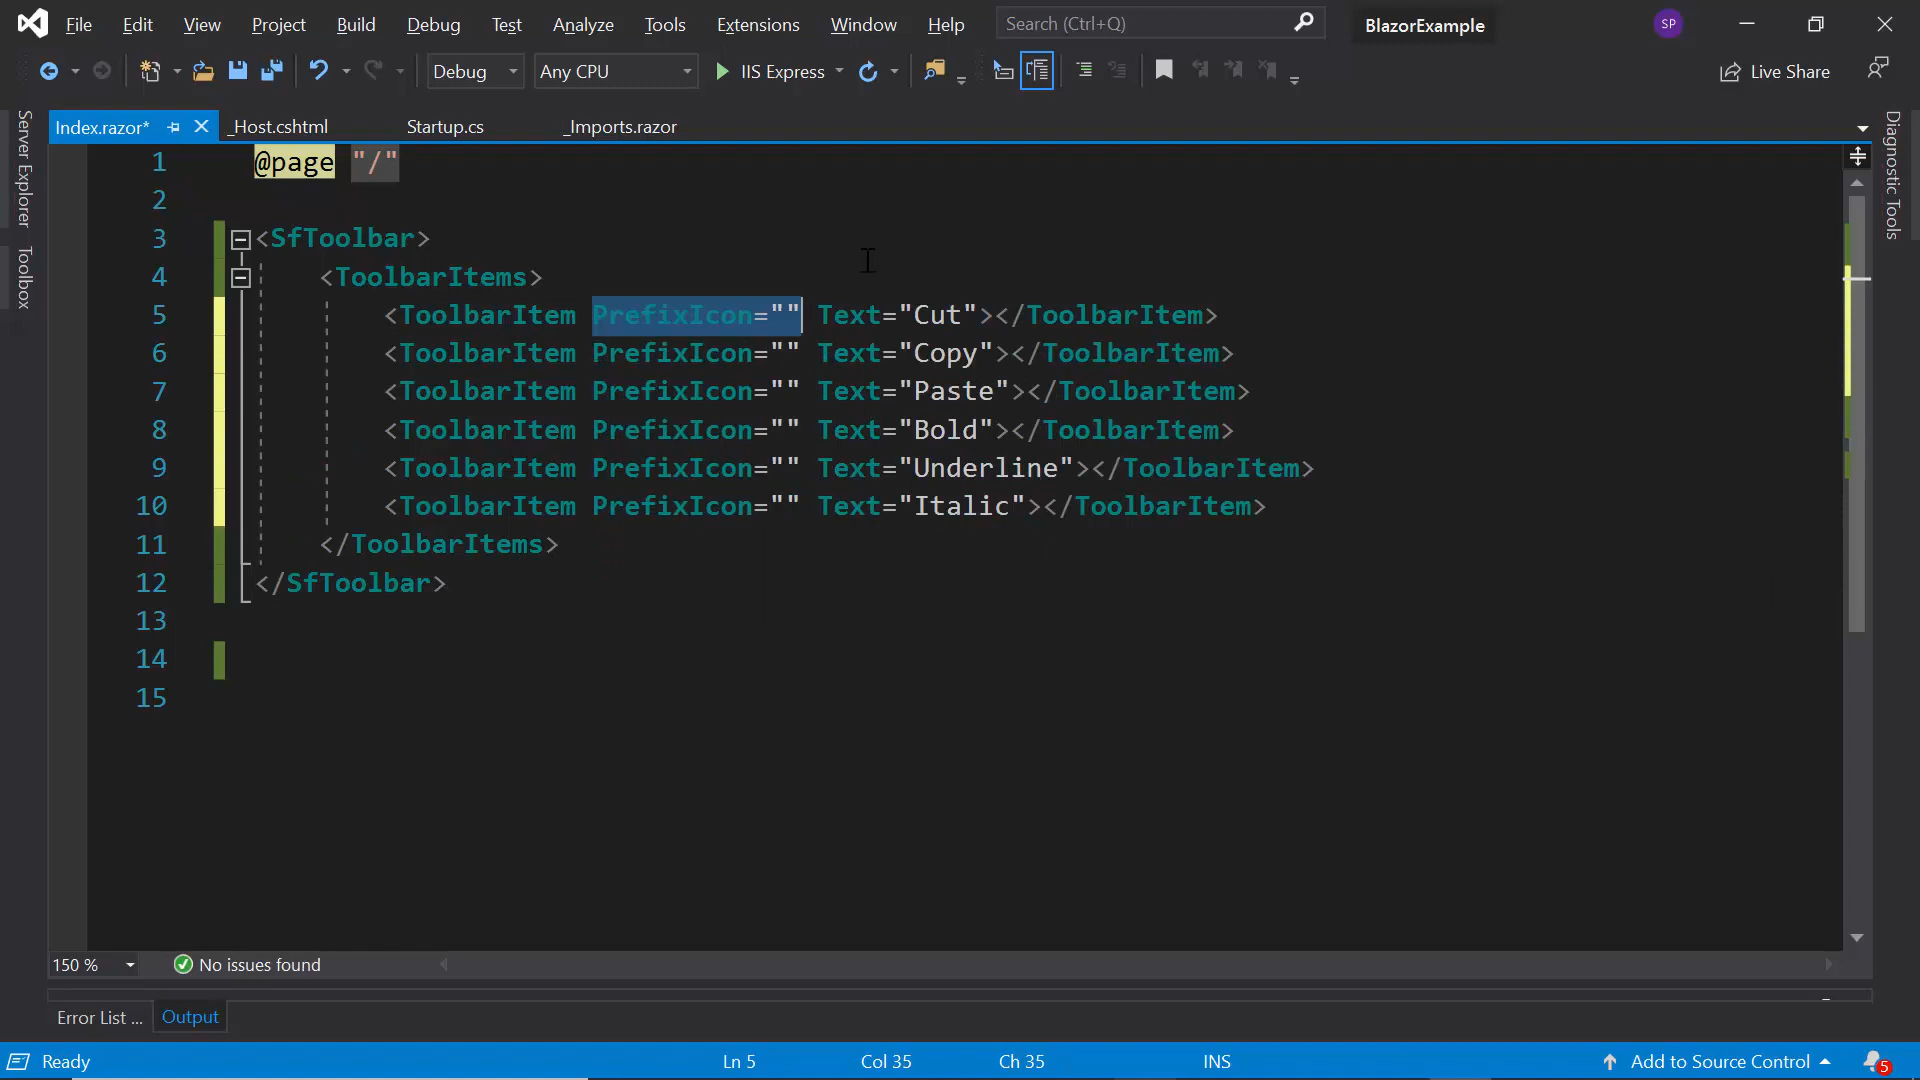 File Edit View Project Build Debug Test Analyze Tools Extensions Window Help Search (Ctrl+Q) BlazorExample SP
Debug Any CPU IIS Express Live Share
Server Explorer
Toolbox
Index.razor* _Host.cshtml Startup.cs _Imports.razor
Diagnostic Tools
1 @page "/"
2
3 <SfToolbar>
4 <ToolbarItems>
5 <ToolbarItem PrefixIcon="" Text="Cut"></ToolbarItem>
6 <ToolbarItem PrefixIcon="" Text="Copy"></ToolbarItem>
7 <ToolbarItem PrefixIcon="" Text="Paste"></ToolbarItem>
8 <ToolbarItem PrefixIcon="" Text="Bold"></ToolbarItem>
9 <ToolbarItem PrefixIcon="" Text="Underline"></ToolbarItem>
10 <ToolbarItem PrefixIcon="" Text="Italic"></ToolbarItem>
11 </ToolbarItems>
12 </SfToolbar>
13
14
15
150 % No issues found
Error List ... Output
Ready Ln 5 Col 35 Ch 35 INS Add to Source Control 5